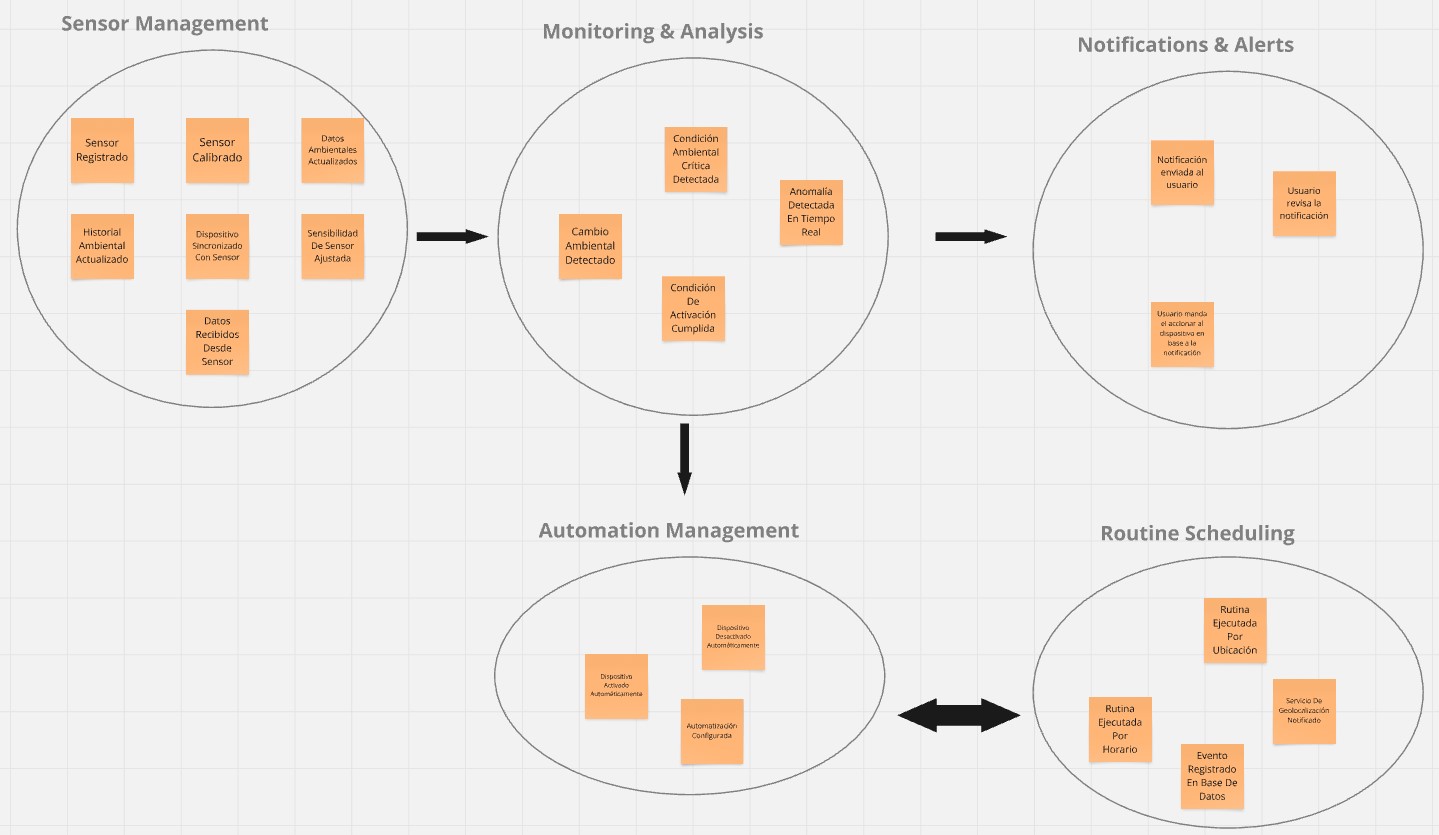 Sensor Management
Monitoring & Analysis
Notifications & Alerts
Sensor
Registrado
Sensor
Calibrado
Datos
Ambientales
Actualizados
Historial
Ambiental
Actualizado
Dispositivo
Sincronizado
Con Sensor
Sensibilidad
De Sensor
Ajustada
Datos
Recibidos
Desde
Sensor
Condición
Ambiental
Crítica
Detectada
Anomalía
Detectada
En Tiempo
Real
Cambio
Ambiental
Detectado
Condición
De
Activación
Cumplida
Notificación
enviada al
usuario
Usuario
revisa la
notificación
Usuario manda
el accionar al
dispositivo en
base a la
notificación
Automation Management
Routine Scheduling
Dispositivo
Desactivado
Automáticamente
Dispositivo
Activado
Automáticamente
Automatización
Configurada
Rutina
Ejecutada
Por
Ubicación
Servicio De
Geolocalización
Notificado
Rutina
Ejecutada
Por
Horario
Evento
Registrado
En Base De
Datos